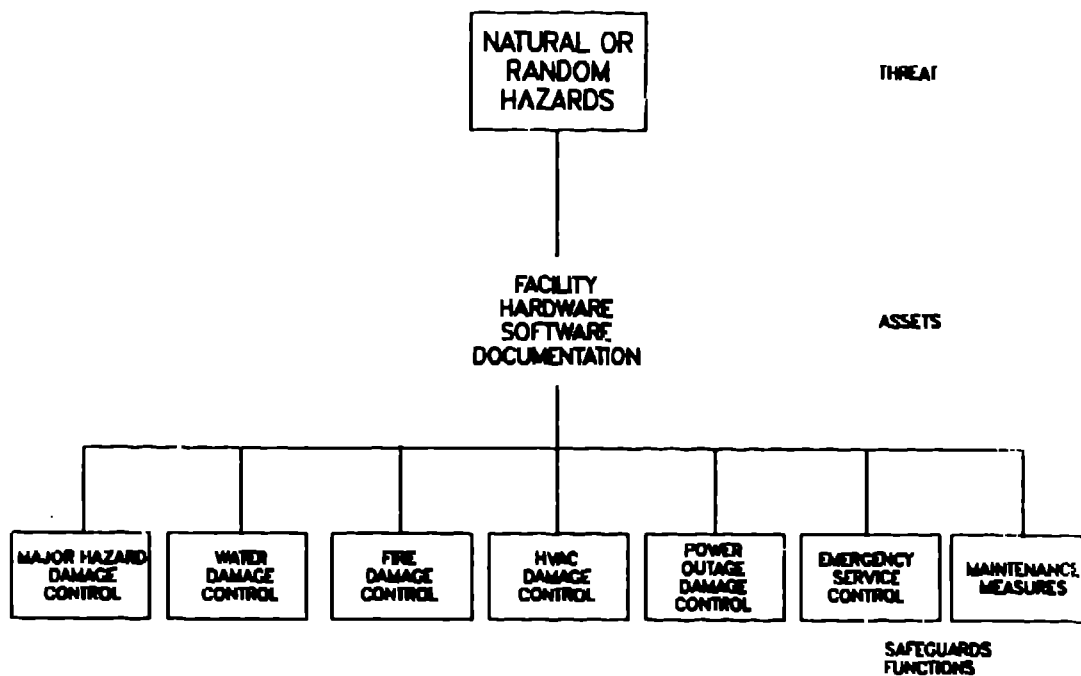 NATURAL OR
RANDOM
HAZARDS
THREAT
FACILITY
HARDWARE
SOFTWARE
DOCUMENTATION
ASSETS
MAJOR HAZARD
DAMAGE
CONTROL
WATER
DAMAGE
CONTROL
FIRE
DAMAGE
CONTROL
HVAC
DAMAGE
CONTROL
POWER
OUTAGE
DAMAGE
CONTROL
EMERGENCY
SERVICE
CONTROL
MAINTENANCE
MEASURES
SAFEGUARDS
FUNCTIONS